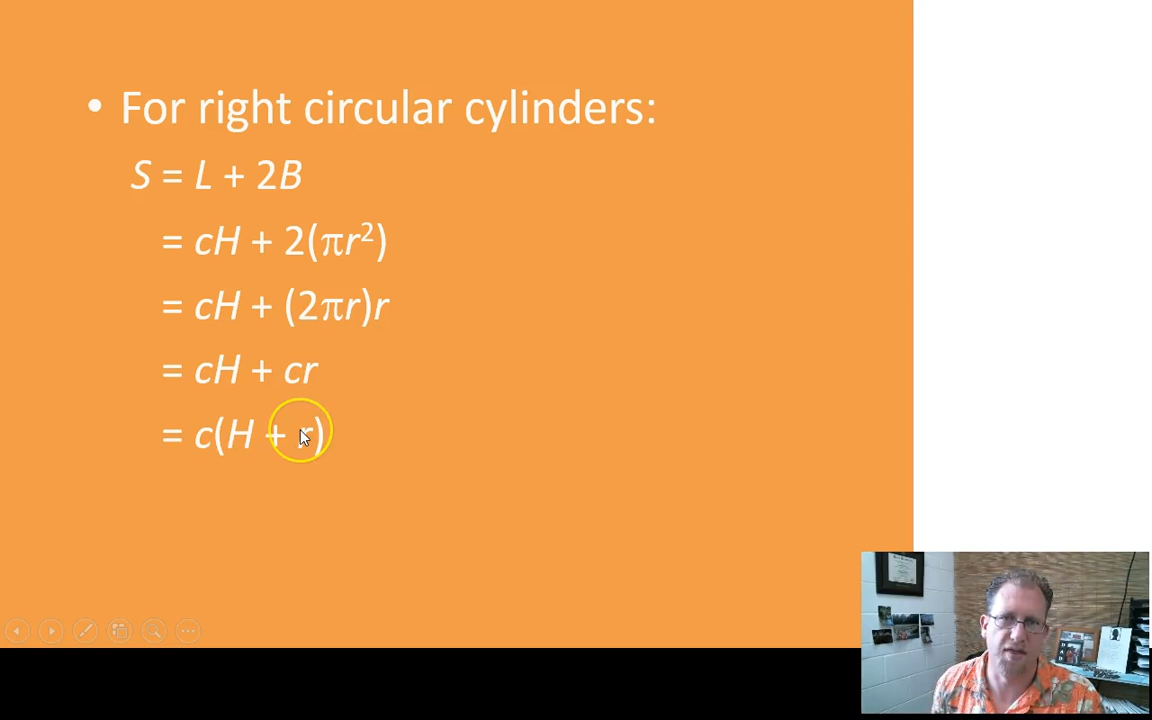 • For right circular cylinders:
S = L + 2B
= cH + 2(πr²)
= cH + (2πr)r
= cH + cr
= c(H + r)